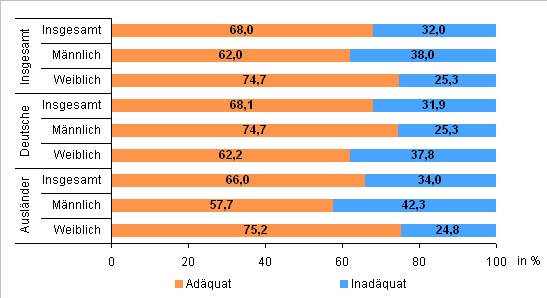 Insgesamt
Insgesamt 68,0 32,0
Männlich 62,0 38,0
Weiblich 74,7 25,3
Deutsche
Insgesamt 68,1 31,9
Männlich 74,7 25,3
Weiblich 62,2 37,8
Ausländer
Insgesamt 66,0 34,0
Männlich 57,7 42,3
Weiblich 75,2 24,8
0 20 40 60 80 100 in %
Adäquat Inadäquat